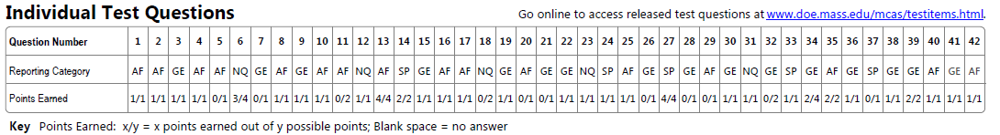 Individual Test Questions Go online to access released test questions at www.doe.mass.edu/mcas/testitems.html.
Question Number 1 2 3 4 5 6 7 8 9 10 11 12 13 14 15 16 17 18 19 20 21 22 23 24 25 26 27 28 29 30 31 32 33 34 35 36 37 38 39 40 41 42
Reporting Category AF AF GE AF AF NQ GE AF GE AF AF NQ AF SP GE AF AF NQ GE AF GE GE NQ SP AF GE SP GE AF GE NQ GE SP GE AF GE SP GE GE AF GE AF
Points Earned 1/1 1/1 1/1 1/1 0/1 3/4 0/1 1/1 1/1 1/1 0/2 1/1 4/4 2/2 1/1 1/1 1/1 0/2 1/1 0/1 0/1 1/1 1/1 1/1 1/1 0/1 4/4 0/1 0/1 1/1 1/1 0/2 1/1 2/4 2/2 1/1 0/1 1/1 2/2 1/1 1/1 1/1
Key Points Earned: x/y = x points earned out of y possible points; Blank space = no answer